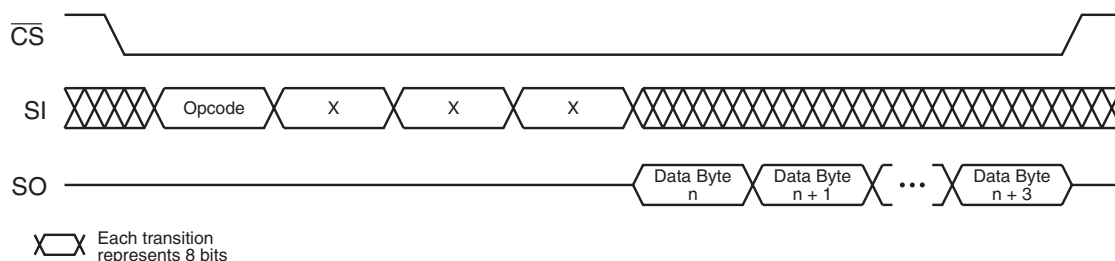 CS
SI
Opcode
X
X
X
SO
Data Byte
n
Data Byte
n + 1
•••
Data Byte
n + 3
Each transition
represents 8 bits